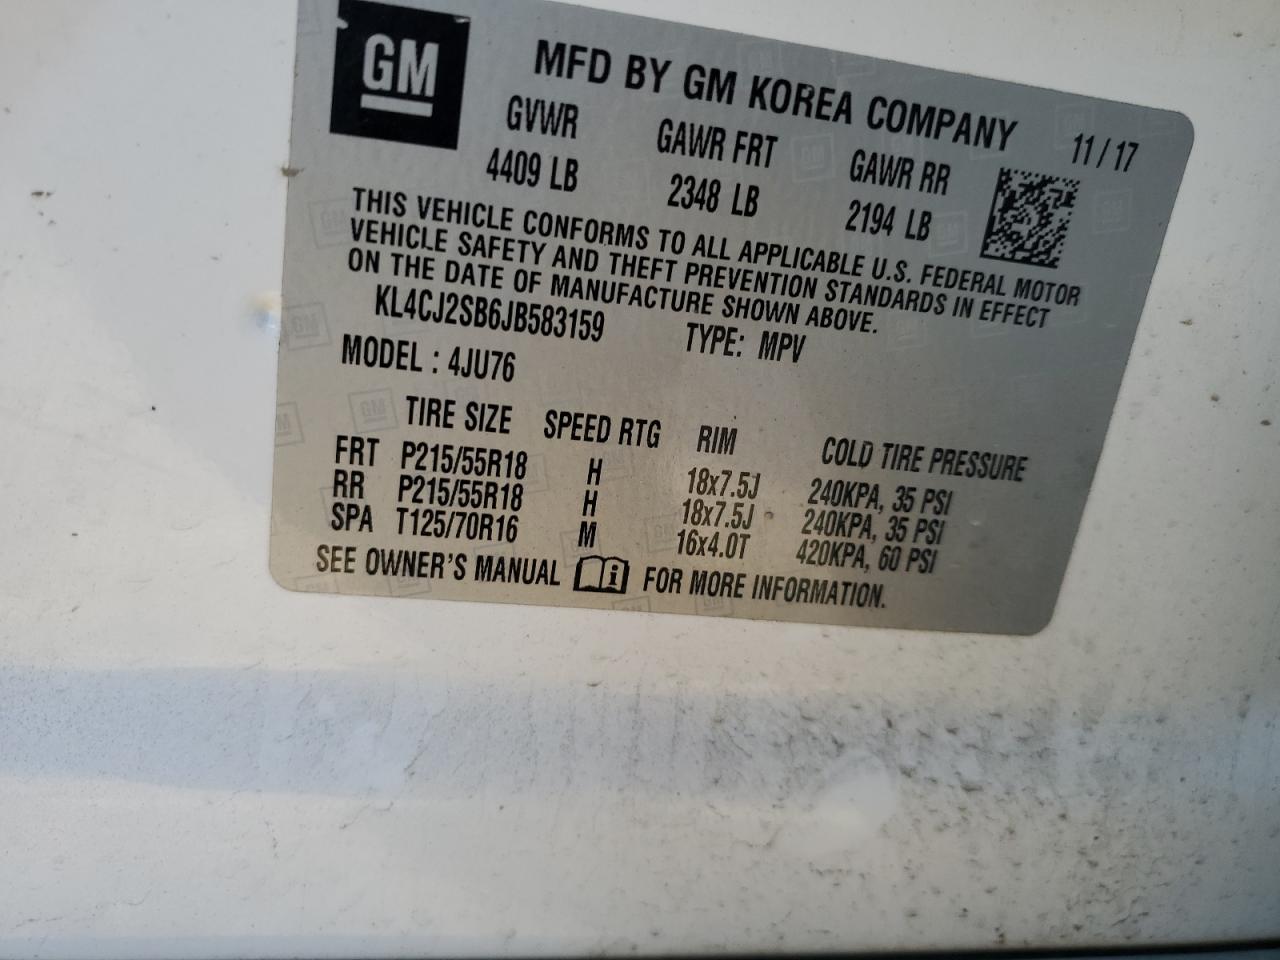 GM
MFD BY GM KOREA COMPANY 11/17
GVWR GAWR FRT GAWR RR
4409 LB 2348 LB 2194 LB
THIS VEHICLE CONFORMS TO ALL APPLICABLE U.S. FEDERAL MOTOR
VEHICLE SAFETY AND THEFT PREVENTION STANDARDS IN EFFECT
ON THE DATE OF MANUFACTURE SHOWN ABOVE.
KL4CJ2SB6JB583159 TYPE: MPV
MODEL : 4JU76
TIRE SIZE SPEED RTG RIM COLD TIRE PRESSURE
FRT P215/55R18 H 18x7.5J 240KPA, 35 PSI
RR P215/55R18 H 18x7.5J 240KPA, 35 PSI
SPA T125/70R16 M 16x4.0T 420KPA, 60 PSI
SEE OWNER'S MANUAL i FOR MORE INFORMATION.